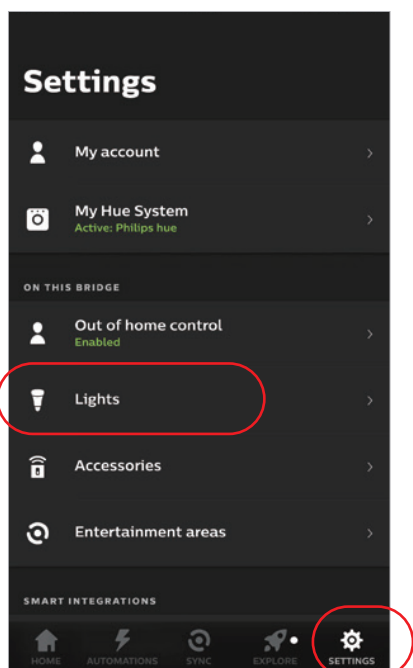 Settings
My account
My Hue System
Active: Philips hue
ON THIS BRIDGE
Out of home control
Enabled
Lights
Accessories
Entertainment areas
SMART INTEGRATIONS
HOME AUTOMATIONS SYNC EXPLORE SETTINGS